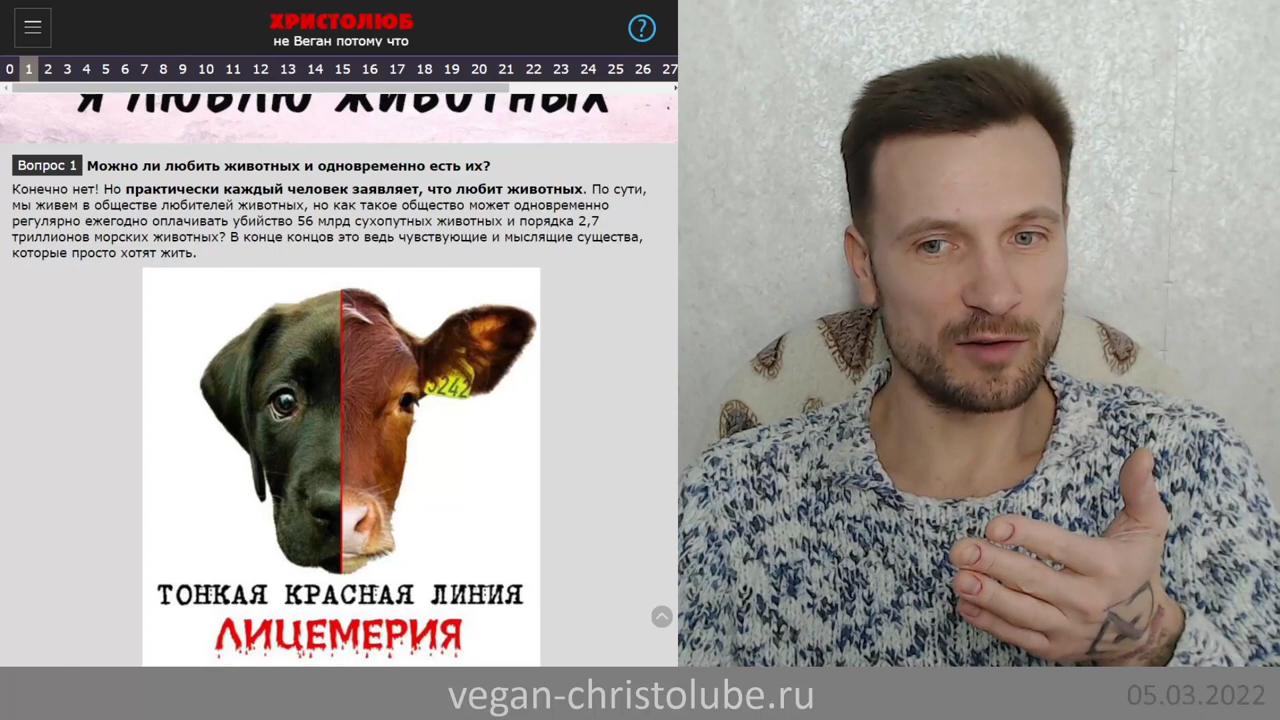 ХРИСТОЛЮБ
не Веган потому что
?
0 1 2 3 4 5 6 7 8 9 10 11 12 13 14 15 16 17 18 19 20 21 22 23 24 25 26 27
Я ЛЮБЛЮ ЖИВОТНЫХ
Вопрос 1 Можно ли любить животных и одновременно есть их?
Конечно нет! Но практически каждый человек заявляет, что любит животных. По сути,
мы живем в обществе любителей животных, но как такое общество может одновременно
регулярно ежегодно оплачивать убийство 56 млрд сухопутных животных и порядка 2,7
триллионов морских животных? В конце концов это ведь чувствующие и мыслящие существа,
которые просто хотят жить.
5242
ТОНКАЯ КРАСНАЯ ЛИНИЯ
ЛИЦЕМЕРИЯ
vegan-christolube.ru
05.03.2022